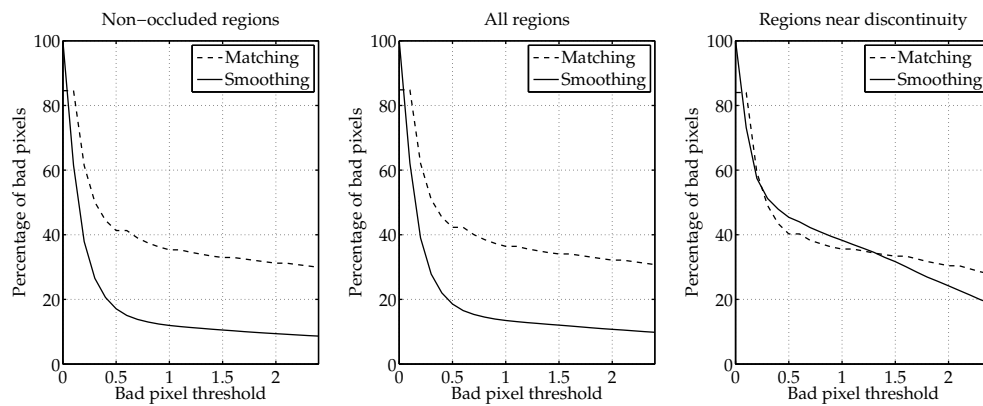 Non−occluded regions
Percentage of bad pixels
100
80
60
40
20
0
0 0.5 1 1.5 2
Bad pixel threshold
Matching
Smoothing
All regions
Percentage of bad pixels
100
80
60
40
20
0
0 0.5 1 1.5 2
Bad pixel threshold
Matching
Smoothing
Regions near discontinuity
Percentage of bad pixels
100
80
60
40
20
0
0 0.5 1 1.5 2
Bad pixel threshold
Matching
Smoothing